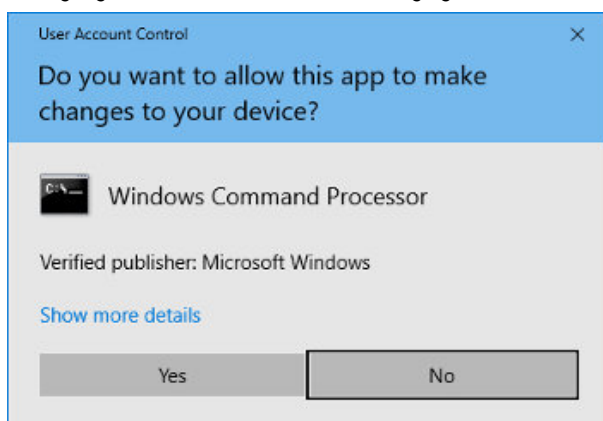 User Account Control
Do you want to allow this app to make
changes to your device?
C:\_
Windows Command Processor
Verified publisher: Microsoft Windows
Show more details
Yes
No